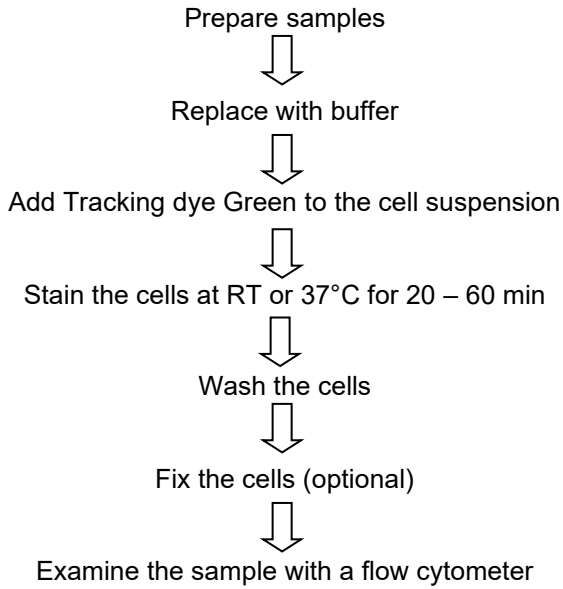 Prepare samples
Replace with buffer
Add Tracking dye Green to the cell suspension
Stain the cells at RT or 37°C for 20 – 60 min
Wash the cells
Fix the cells (optional)
Examine the sample with a flow cytometer